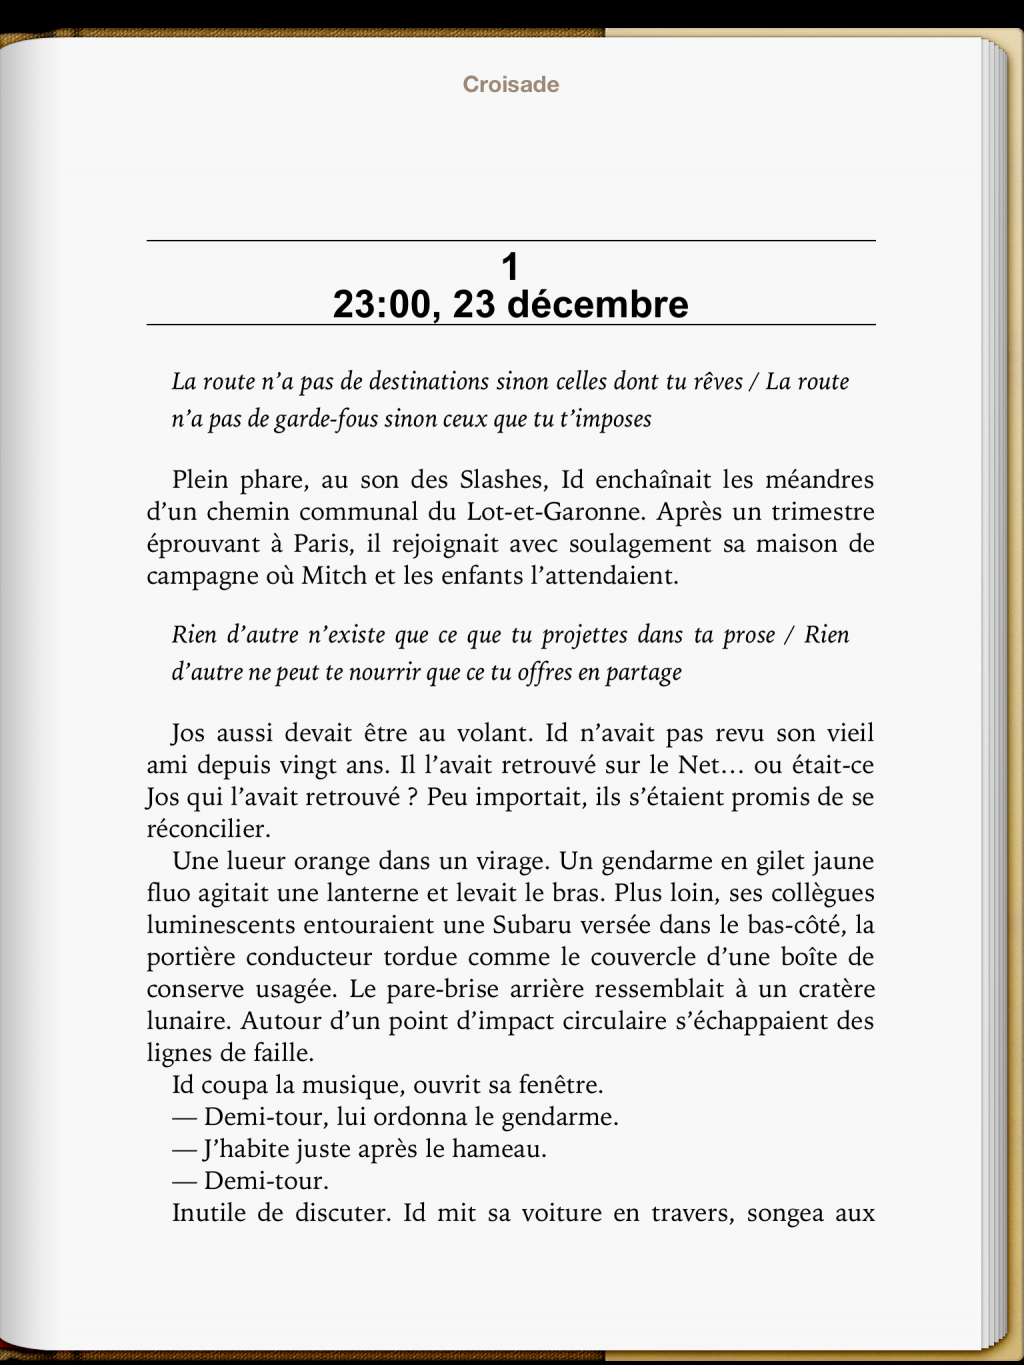 Croisade
1
23:00, 23 décembre
La route n’a pas de destinations sinon celles dont tu rêves / La route
n’a pas de garde-fous sinon ceux que tu t’imposes
Plein phare, au son des Slashes, Id enchaînait les méandres
d’un chemin communal du Lot-et-Garonne. Après un trimestre
éprouvant à Paris, il rejoignait avec soulagement sa maison de
campagne où Mitch et les enfants l’attendaient.
Rien d’autre n’existe que ce que tu projettes dans ta prose / Rien
d’autre ne peut te nourrir que ce tu offres en partage
Jos aussi devait être au volant. Id n’avait pas revu son vieil
ami depuis vingt ans. Il l’avait retrouvé sur le Net… ou était-ce
Jos qui l’avait retrouvé ? Peu importait, ils s’étaient promis de se
réconcilier.
Une lueur orange dans un virage. Un gendarme en gilet jaune
fluo agitait une lanterne et levait le bras. Plus loin, ses collègues
luminescents entouraient une Subaru versée dans le bas-côté, la
portière conducteur tordue comme le couvercle d’une boîte de
conserve usagée. Le pare-brise arrière ressemblait à un cratère
lunaire. Autour d’un point d’impact circulaire s’échappaient des
lignes de faille.
Id coupa la musique, ouvrit sa fenêtre.
— Demi-tour, lui ordonna le gendarme.
— J’habite juste après le hameau.
— Demi-tour.
Inutile de discuter. Id mit sa voiture en travers, songea aux